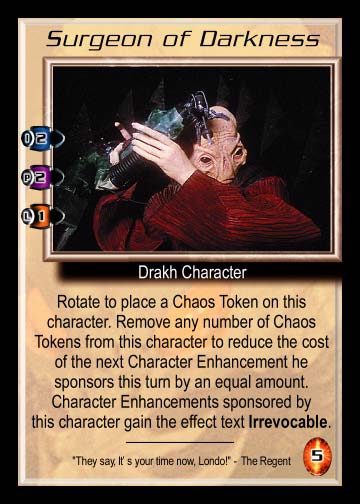 Surgeon of Darkness
D 2
P 2
L 1
Drakh Character
Rotate to place a Chaos Token on this
character. Remove any number of Chaos
Tokens from this character to reduce the cost
of the next Character Enhancement he
sponsors this turn by an equal amount.
Character Enhancements sponsored by
this character gain the effect text Irrevocable.
"They say, It' s your time now, Londo!" - The Regent
5